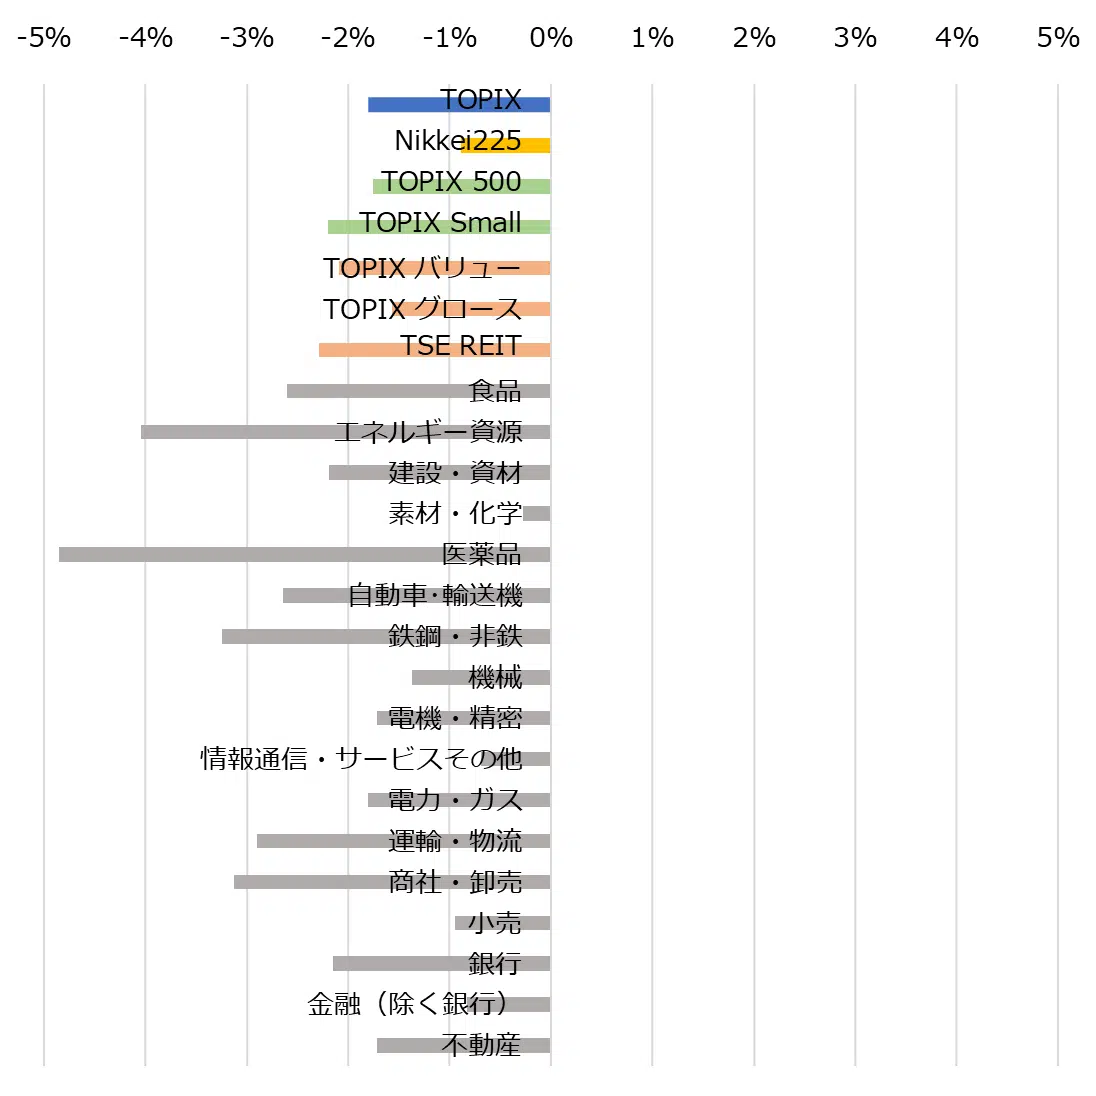 -5% -4% -3% -2% -1% 0% 1% 2% 3% 4% 5%
TOPIX
Nikkei225
TOPIX 500
TOPIX Small
TOPIX バリュー
TOPIX グロース
TSE REIT
食品
エネルギー資源
建設・資材
素材・化学
医薬品
自動車･輸送機
鉄鋼・非鉄
機械
電機・精密
情報通信・サービスその他
電力・ガス
運輸・物流
商社・卸売
小売
銀行
金融（除く銀行）
不動産